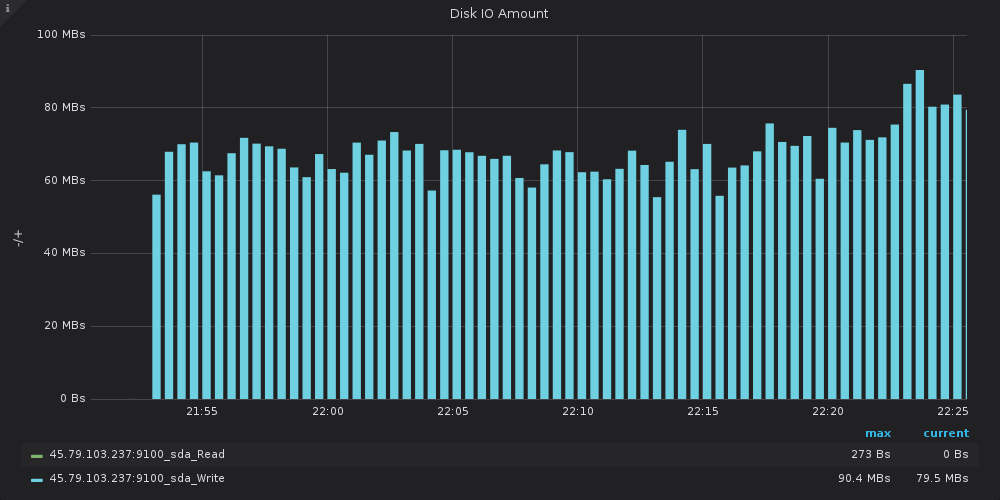 i
Disk IO Amount
100 MBs
80 MBs
60 MBs
40 MBs
20 MBs
0 Bs
-/+
21:55 22:00 22:05 22:10 22:15 22:20 22:25
max current
45.79.103.237:9100_sda_Read 273 Bs 0 Bs
45.79.103.237:9100_sda_Write 90.4 MBs 79.5 MBs